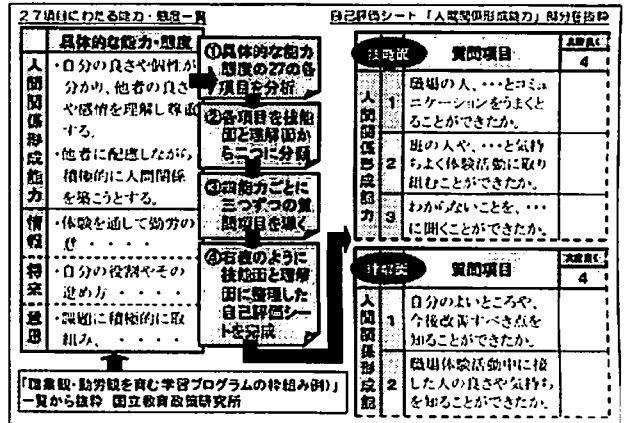 27項目にわたる能力・態度一覧
具体的な能力・態度
人間関係形成能力
・自分の良さや個性が
分かり、他者の良さ
や感情を理解し尊重
する。
・他者に配慮しながら
積極的に人間関係
を築こうとする。
情報
・体験を通して勤労の
意・・・・
将来
・自分の役割やその
進め方・・・・
意思
・課題に積極的に取
組み、・・・・
「職業観・勤労観を育む学習プログラムの枠組み(例)」
一覧から抜粋 国立教育政策研究所
①具体的な能力
態度の27の各
項目を分析
②各項目を技能
面と理解面か
ら二つに分類
③四能力ごとに
三つずつの質
問項目を導く
④右表のように
技能面と理解
面に整理した
自己評価シー
トを完成
自己評価シート「人間関係形成能力」部分を抜粋
技能面
質問項目
大変良く
4
人間関係形成能力
1
職場の人、・・・とコミュ
ニケーションをうまくと
ることができたか。
2
班の人や、・・・と気持
ちよく体験活動に取り
組むことができたか。
3
わからないことを、・・・
に聞くことができたか。
理解面
質問項目
大変良く
4
人間関係形成能
1
自分のよいところや、
今後改善すべき点を
知ることができたか。
2
職場体験活動中に接
した人の良さや気持ち
を知ることができたか。